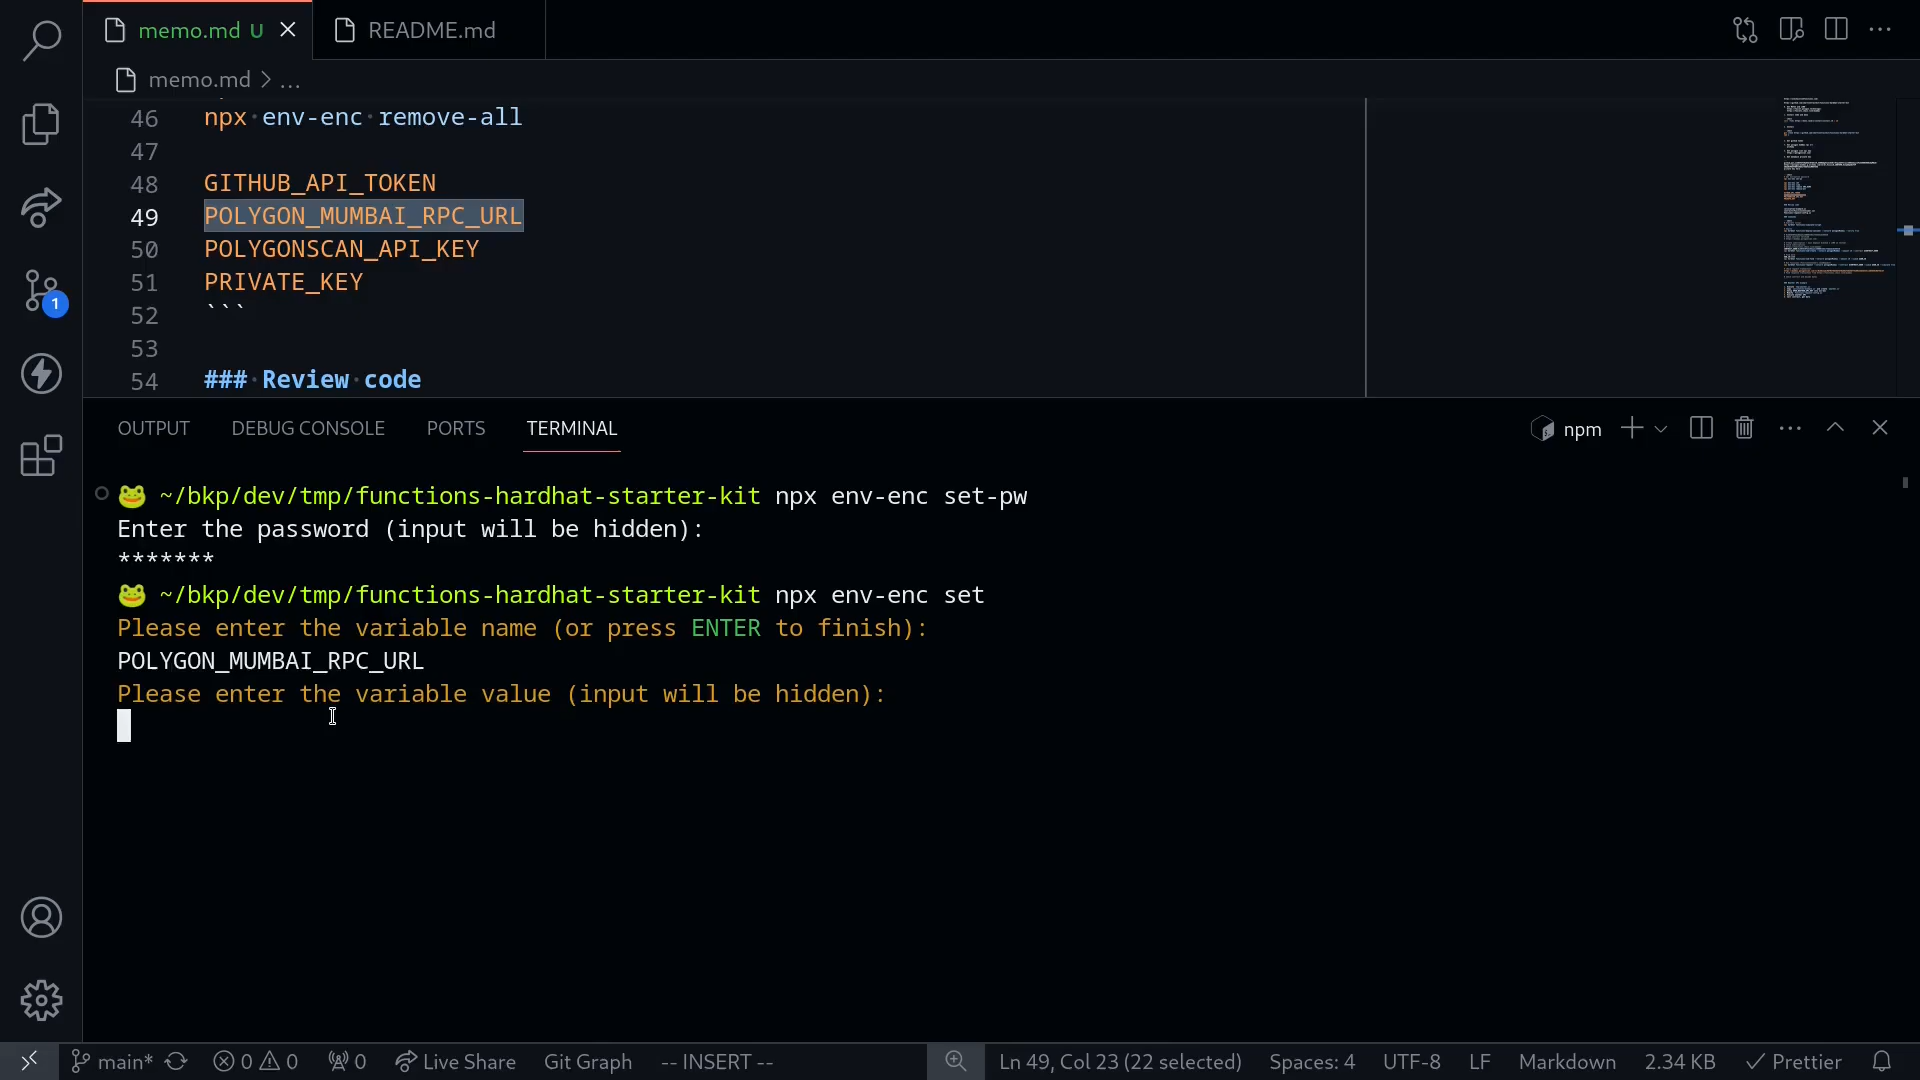 memo.md U
README.md
memo.md > ...
46 npx env-enc remove-all
47
48 GITHUB_API_TOKEN
49 POLYGON_MUMBAI_RPC_URL
50 POLYGONSCAN_API_KEY
51 PRIVATE_KEY
52 ```
53
54 ### Review code
1
OUTPUT DEBUG CONSOLE PORTS TERMINAL
npm
~/bkp/dev/tmp/functions-hardhat-starter-kit npx env-enc set-pw
Enter the password (input will be hidden):
*******
~/bkp/dev/tmp/functions-hardhat-starter-kit npx env-enc set
Please enter the variable name (or press ENTER to finish):
POLYGON_MUMBAI_RPC_URL
Please enter the variable value (input will be hidden):
main* 0 0 0 Live Share Git Graph -- INSERT -- Ln 49, Col 23 (22 selected) Spaces: 4 UTF-8 LF Markdown 2.34 KB Prettier